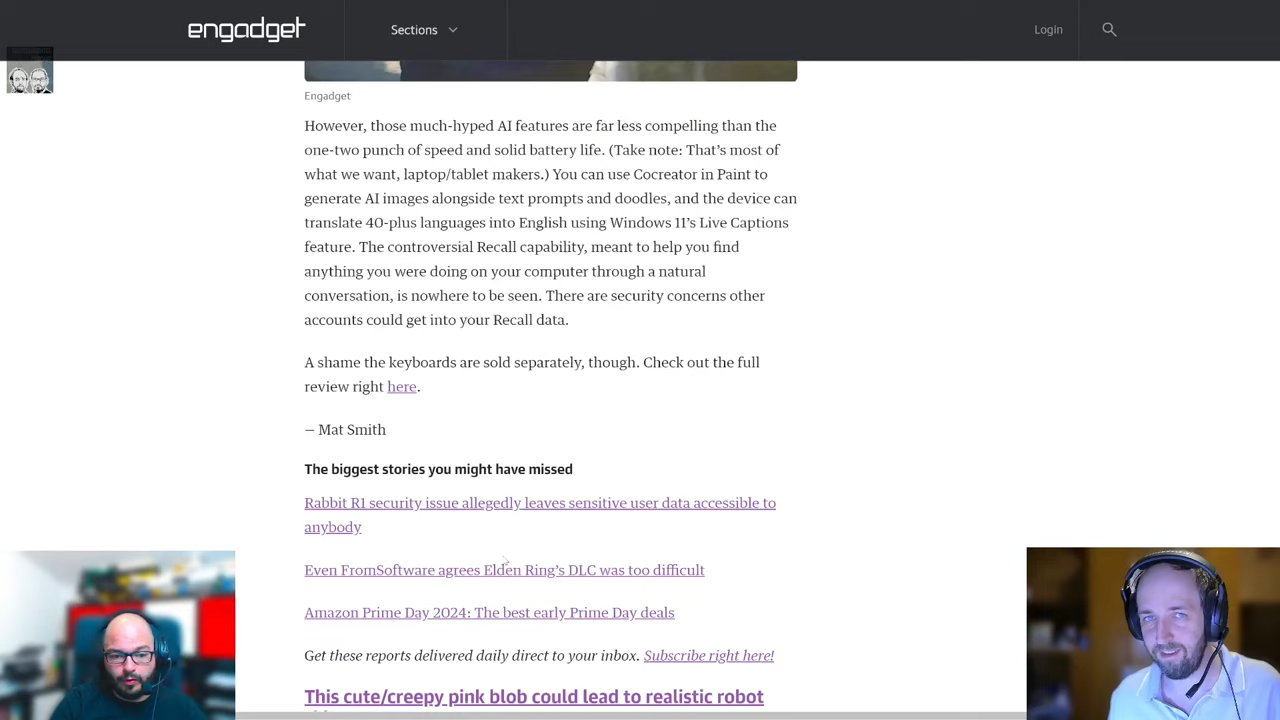 engadget
Sections
Login
Engadget
However, those much-hyped AI features are far less compelling than the
one-two punch of speed and solid battery life. (Take note: That’s most of
what we want, laptop/tablet makers.) You can use Cocreator in Paint to
generate AI images alongside text prompts and doodles, and the device can
translate 40-plus languages into English using Windows 11’s Live Captions
feature. The controversial Recall capability, meant to help you find
anything you were doing on your computer through a natural
conversation, is nowhere to be seen. There are security concerns other
accounts could get into your Recall data.
A shame the keyboards are sold separately, though. Check out the full
review right here.
— Mat Smith
The biggest stories you might have missed
Rabbit R1 security issue allegedly leaves sensitive user data accessible to
anybody
Even FromSoftware agrees Elden Ring’s DLC was too difficult
Amazon Prime Day 2024: The best early Prime Day deals
Get these reports delivered daily direct to your inbox. Subscribe right here!
This cute/creepy pink blob could lead to realistic robot